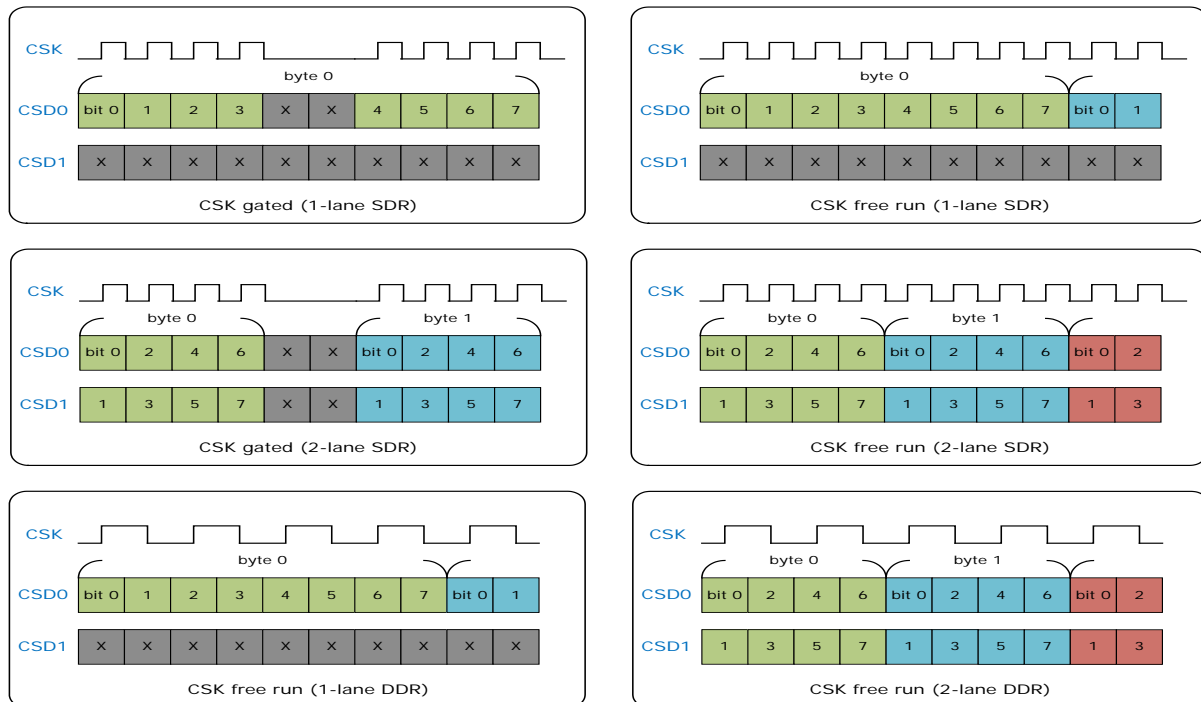 CSK
byte 0
CSD0 bit 0 1 2 3 X X 4 5 6 7
CSD1 X X X X X X X X X X
CSK gated (1-lane SDR)
CSK
byte 0
CSD0 bit 0 1 2 3 4 5 6 7 bit 0 1
CSD1 X X X X X X X X X X
CSK free run (1-lane SDR)
CSK
byte 0 byte 1
CSD0 bit 0 2 4 6 X X bit 0 2 4 6
CSD1 1 3 5 7 X X 1 3 5 7
CSK gated (2-lane SDR)
CSK
byte 0 byte 1
CSD0 bit 0 2 4 6 bit 0 2 4 6 bit 0 2
CSD1 1 3 5 7 1 3 5 7 1 3
CSK free run (2-lane SDR)
CSK
byte 0
CSD0 bit 0 1 2 3 4 5 6 7 bit 0 1
CSD1 X X X X X X X X X X
CSK free run (1-lane DDR)
CSK
byte 0 byte 1
CSD0 bit 0 2 4 6 bit 0 2 4 6 bit 0 2
CSD1 1 3 5 7 1 3 5 7 1 3
CSK free run (2-lane DDR)